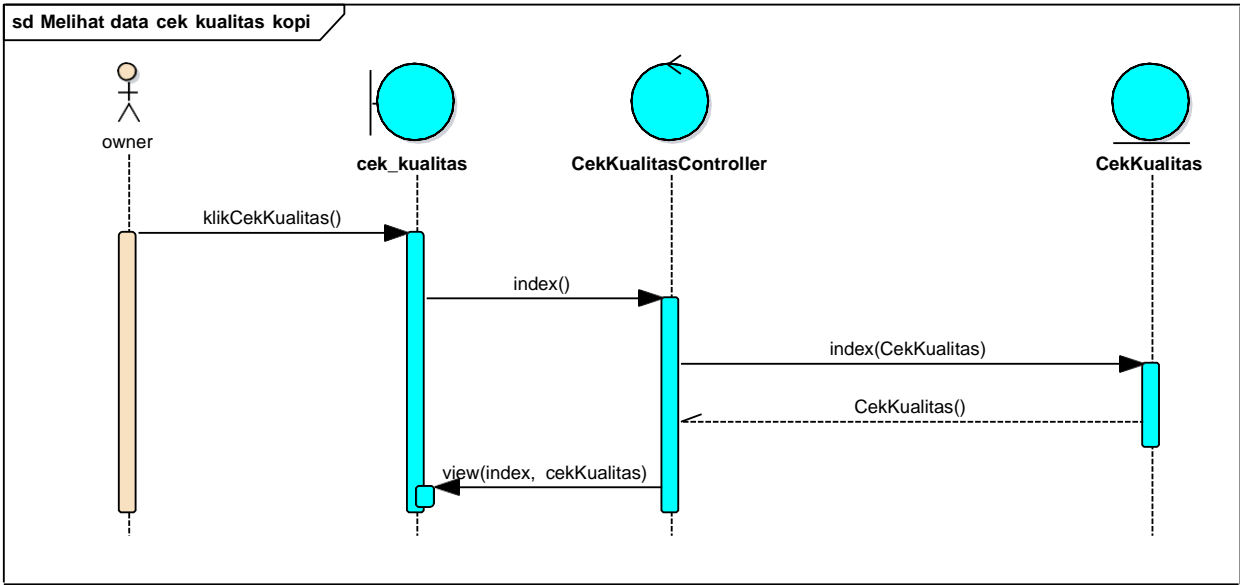 sd Melihat data cek kualitas kopi
owner
cek_kualitas
CekKualitasController
CekKualitas
klikCekKualitas()
index()
index(CekKualitas)
CekKualitas()
view(index, cekKualitas)